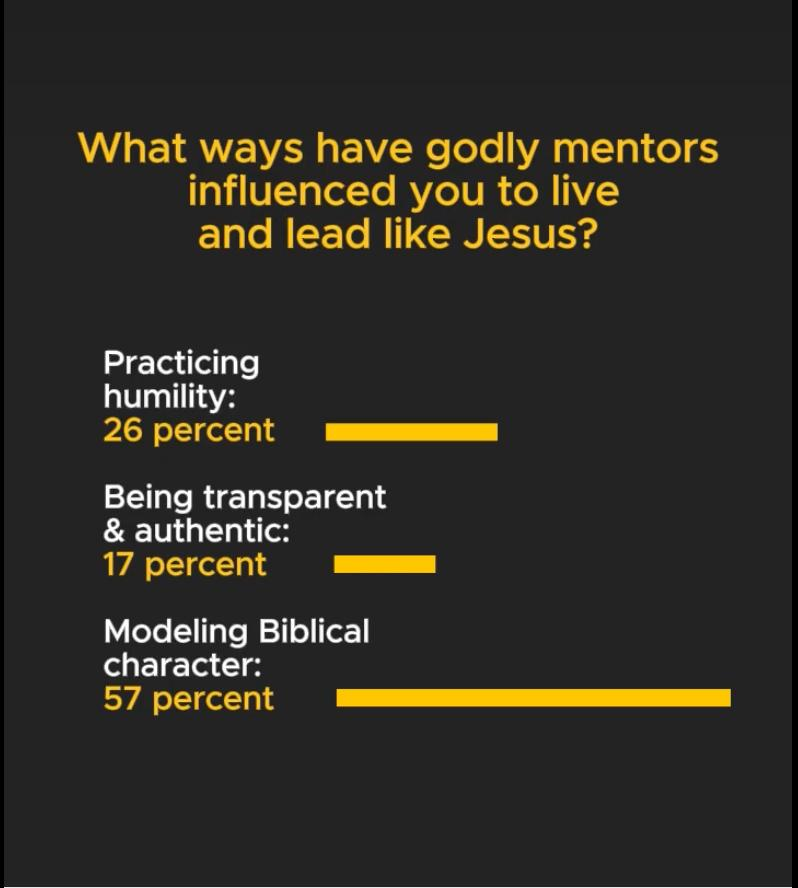 What ways have godly mentors
influenced you to live
and lead like Jesus?
Practicing
humility:
26 percent
Being transparent
& authentic:
17 percent
Modeling Biblical
character:
57 percent